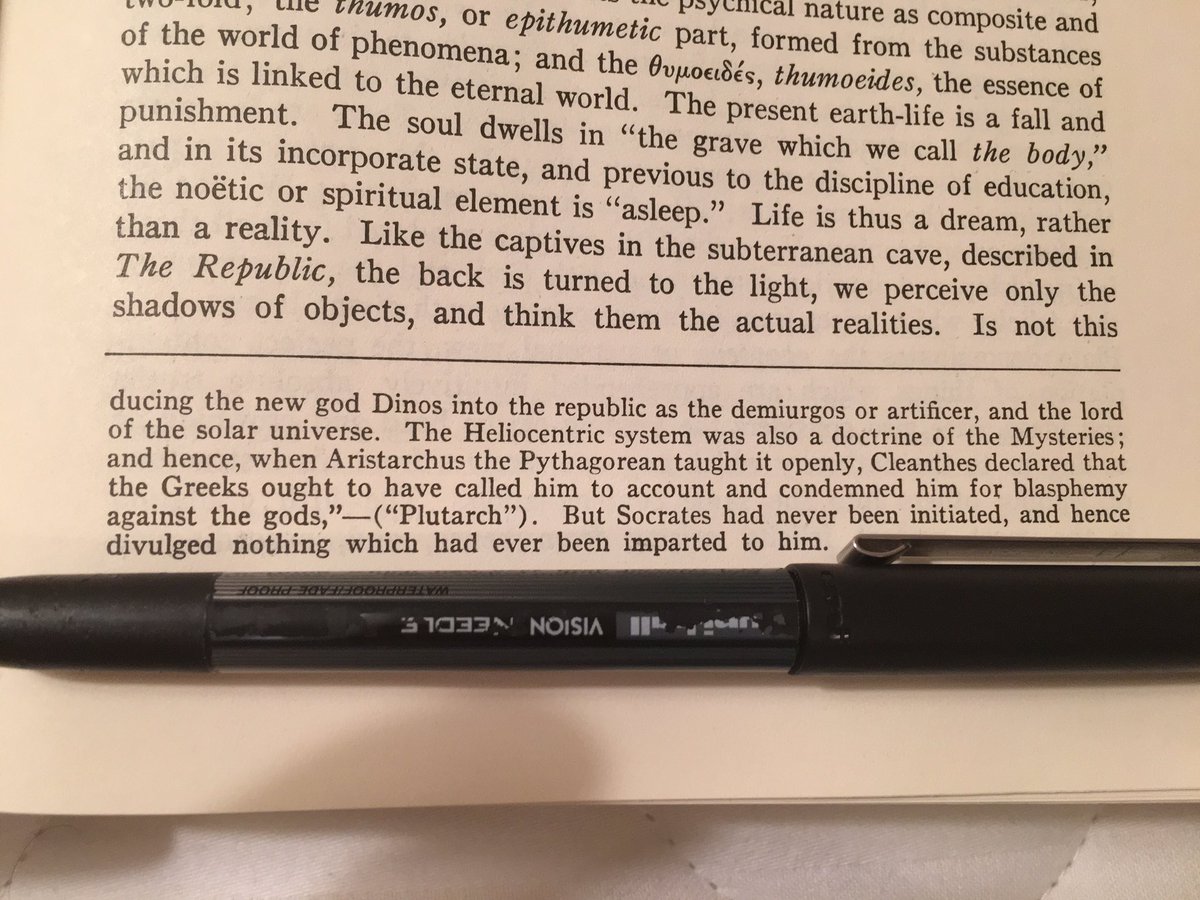 two-fold; the thumos, or epithumetic part, formed from the substances
the psychical nature as composite and
of the world of phenomena; and the θυμοειδές, thumoeides, the essence of
which is linked to the eternal world. The present earth-life is a fall and
punishment. The soul dwells in “the grave which we call the body,”
and in its incorporate state, and previous to the discipline of education,
the noëtic or spiritual element is “asleep.” Life is thus a dream, rather
than a reality. Like the captives in the subterranean cave, described in
The Republic, the back is turned to the light, we perceive only the
shadows of objects, and think them the actual realities. Is not this
ducing the new god Dinos into the republic as the demiurgos or artificer, and the lord
of the solar universe. The Heliocentric system was also a doctrine of the Mysteries;
and hence, when Aristarchus the Pythagorean taught it openly, Cleanthes declared that
the Greeks ought to have called him to account and condemned him for blasphemy
against the gods,”—(“Plutarch”). But Socrates had never been initiated, and hence
divulged nothing which had ever been imparted to him.
WATERPROOF/FADE PROOF
VISION NEEDLE